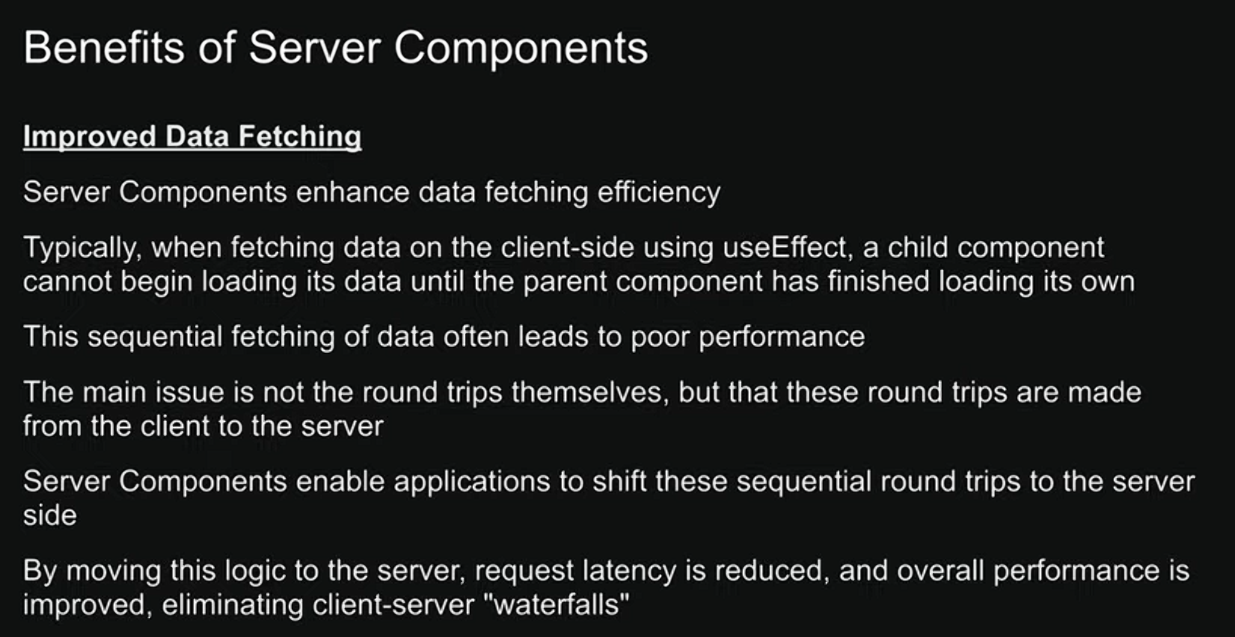 Benefits of Server Components
Improved Data Fetching
Server Components enhance data fetching efficiency
Typically, when fetching data on the client-side using useEffect, a child component
cannot begin loading its data until the parent component has finished loading its own
This sequential fetching of data often leads to poor performance
The main issue is not the round trips themselves, but that these round trips are made
from the client to the server
Server Components enable applications to shift these sequential round trips to the server
side
By moving this logic to the server, request latency is reduced, and overall performance is
improved, eliminating client-server "waterfalls"